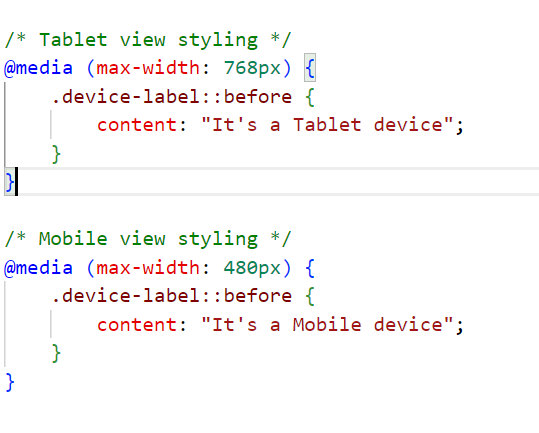 /* Tablet view styling */
@media (max-width: 768px) {
    .device-label::before {
        content: "It's a Tablet device";
    }
}
/* Mobile view styling */
@media (max-width: 480px) {
    .device-label::before {
        content: "It's a Mobile device";
    }
}